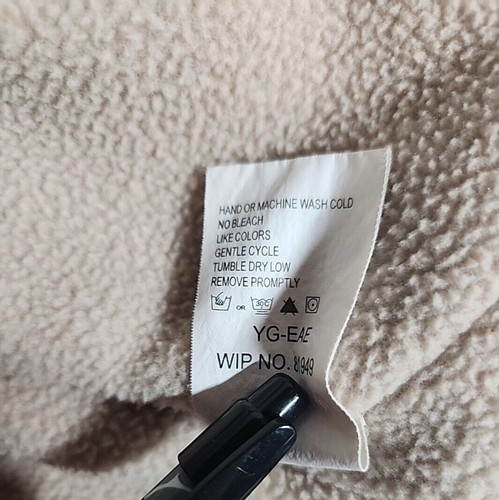 HAND OR MACHINE WASH COLD
NO BLEACH
LIKE COLORS
GENTLE CYCLE
TUMBLE DRY LOW
REMOVE PROMPTLY
OR 30°C
YG-EAE
WIP NO. 81949